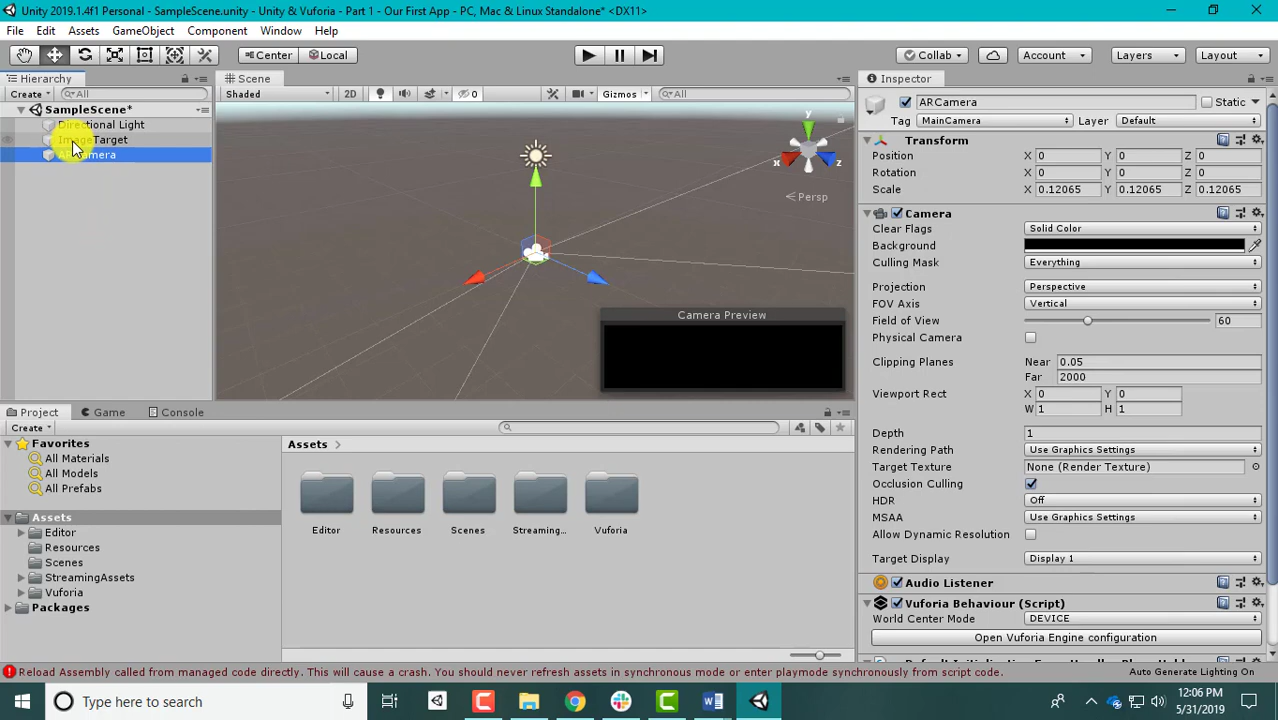 Unity 2019.1.4f1 Personal - SampleScene.unity - Unity & Vuforia - Part 1 - Our First App - PC, Mac & Linux Standalone* <DX11>
File Edit Assets GameObject Component Window Help
Center Local Collab Account Layers Layout
Hierarchy Scene Inspector
Create All Shaded 2D 0 Gizmos All ARCamera Static
SampleScene* Tag MainCamera Layer Default
Directional Light
ImageTarget
ARCamera
y
x
z
Persp
Camera Preview
Transform
Position X 0 Y 0 Z 0
Rotation X 0 Y 0 Z 0
Scale X 0.12065 Y 0.12065 Z 0.12065
Camera
Clear Flags Solid Color
Background
Culling Mask Everything
Projection Perspective
FOV Axis Vertical
Field of View 60
Physical Camera
Clipping Planes Near 0.05
Far 2000
Viewport Rect X 0 Y 0
W 1 H 1
Depth 1
Rendering Path Use Graphics Settings
Target Texture None (Render Texture)
Occlusion Culling
HDR Off
MSAA Use Graphics Settings
Allow Dynamic Resolution
Target Display Display 1
Audio Listener
Vuforia Behaviour (Script)
World Center Mode DEVICE
Open Vuforia Engine configuration
Project Game Console
Create
Favorites
All Materials
All Models
All Prefabs
Assets
Editor
Resources
Scenes
StreamingAssets
Vuforia
Packages
Assets
Editor Resources Scenes Streaming... Vuforia
Reload Assembly called from managed code directly. This will cause a crash. You should never refresh assets in synchronous mode or enter playmode synchronously from script code.
Auto Generate Lighting On
Type here to search
12:06 PM
5/31/2019